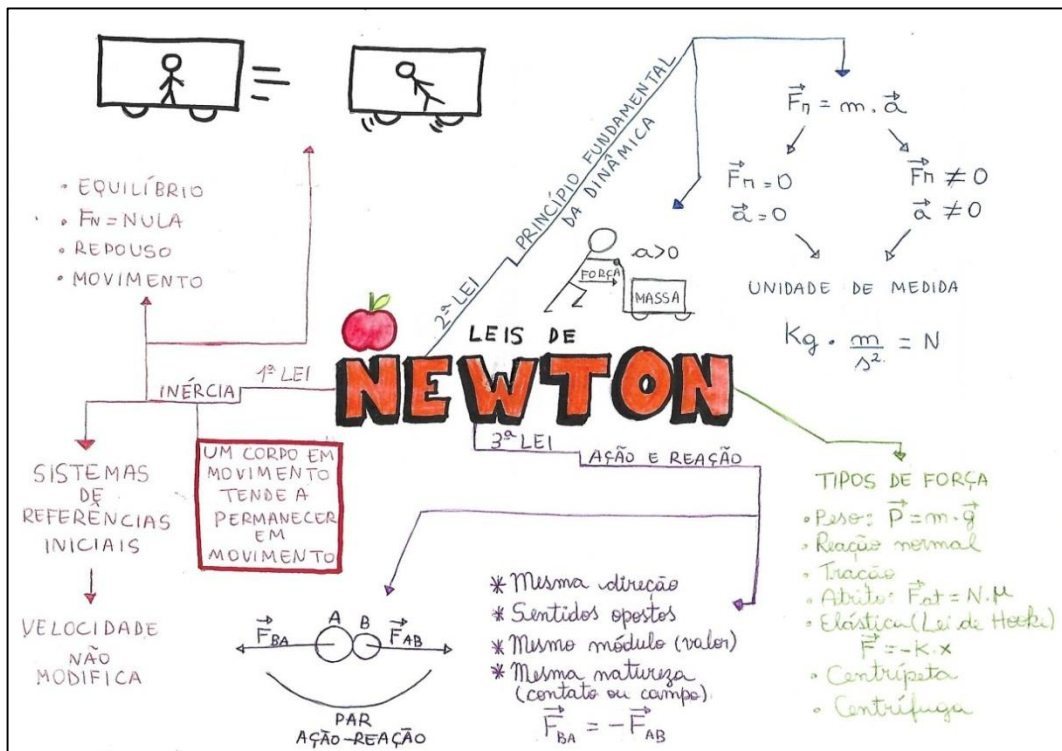 LEIS DE
NEWTON
1ª LEI
INÉRCIA
• EQUILÍBRIO
• FN = NULA
• REPOUSO
• MOVIMENTO
SISTEMAS
DE
REFERÊNCIAS
INICIAIS
VELOCIDADE
NÃO
MODIFICA
UM CORPO EM
MOVIMENTO
TENDE A
PERMANECER
EM
MOVIMENTO
2ª LEI
PRINCÍPIO FUNDAMENTAL
DA DINÂMICA
a>0
FORÇA
MASSA
F⃗n = m . a⃗
F⃗n = 0
a⃗ = 0
F⃗n ≠ 0
a⃗ ≠ 0
UNIDADE DE MEDIDA
Kg . m/s² = N
3ª LEI
AÇÃO E REAÇÃO
F⃗BA
A
B
F⃗AB
PAR
AÇÃO-REAÇÃO
* Mesma direção
* Sentidos opostos
* Mesmo módulo (valor)
* Mesma natureza
(contato ou campo)
F⃗BA = -F⃗AB
TIPOS DE FORÇA
• Peso: P⃗ = m . g⃗
• Reação normal
• Tração
• Atrito: F⃗at = N.μ
• Elástica (Lei de Hooke)
F⃗ = -K.x
• Centrípeta
• Centrífuga